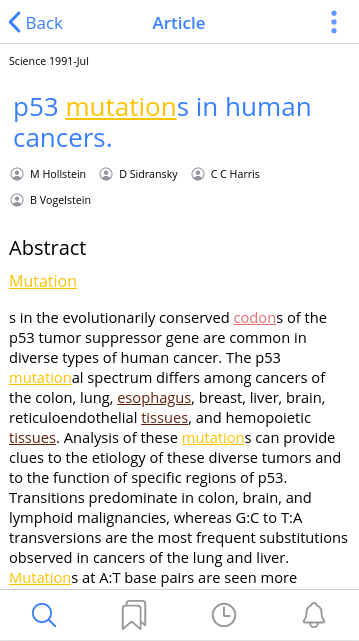 Back
Article
Science 1991-Jul
p53 mutations in human
cancers.
M Hollstein D Sidransky C C Harris
B Vogelstein
Abstract
Mutation
s in the evolutionarily conserved codons of the
p53 tumor suppressor gene are common in
diverse types of human cancer. The p53
mutational spectrum differs among cancers of
the colon, lung, esophagus, breast, liver, brain,
reticuloendothelial tissues, and hemopoietic
tissues. Analysis of these mutations can provide
clues to the etiology of these diverse tumors and
to the function of specific regions of p53.
Transitions predominate in colon, brain, and
lymphoid malignancies, whereas G:C to T:A
transversions are the most frequent substitutions
observed in cancers of the lung and liver.
Mutations at A:T base pairs are seen more